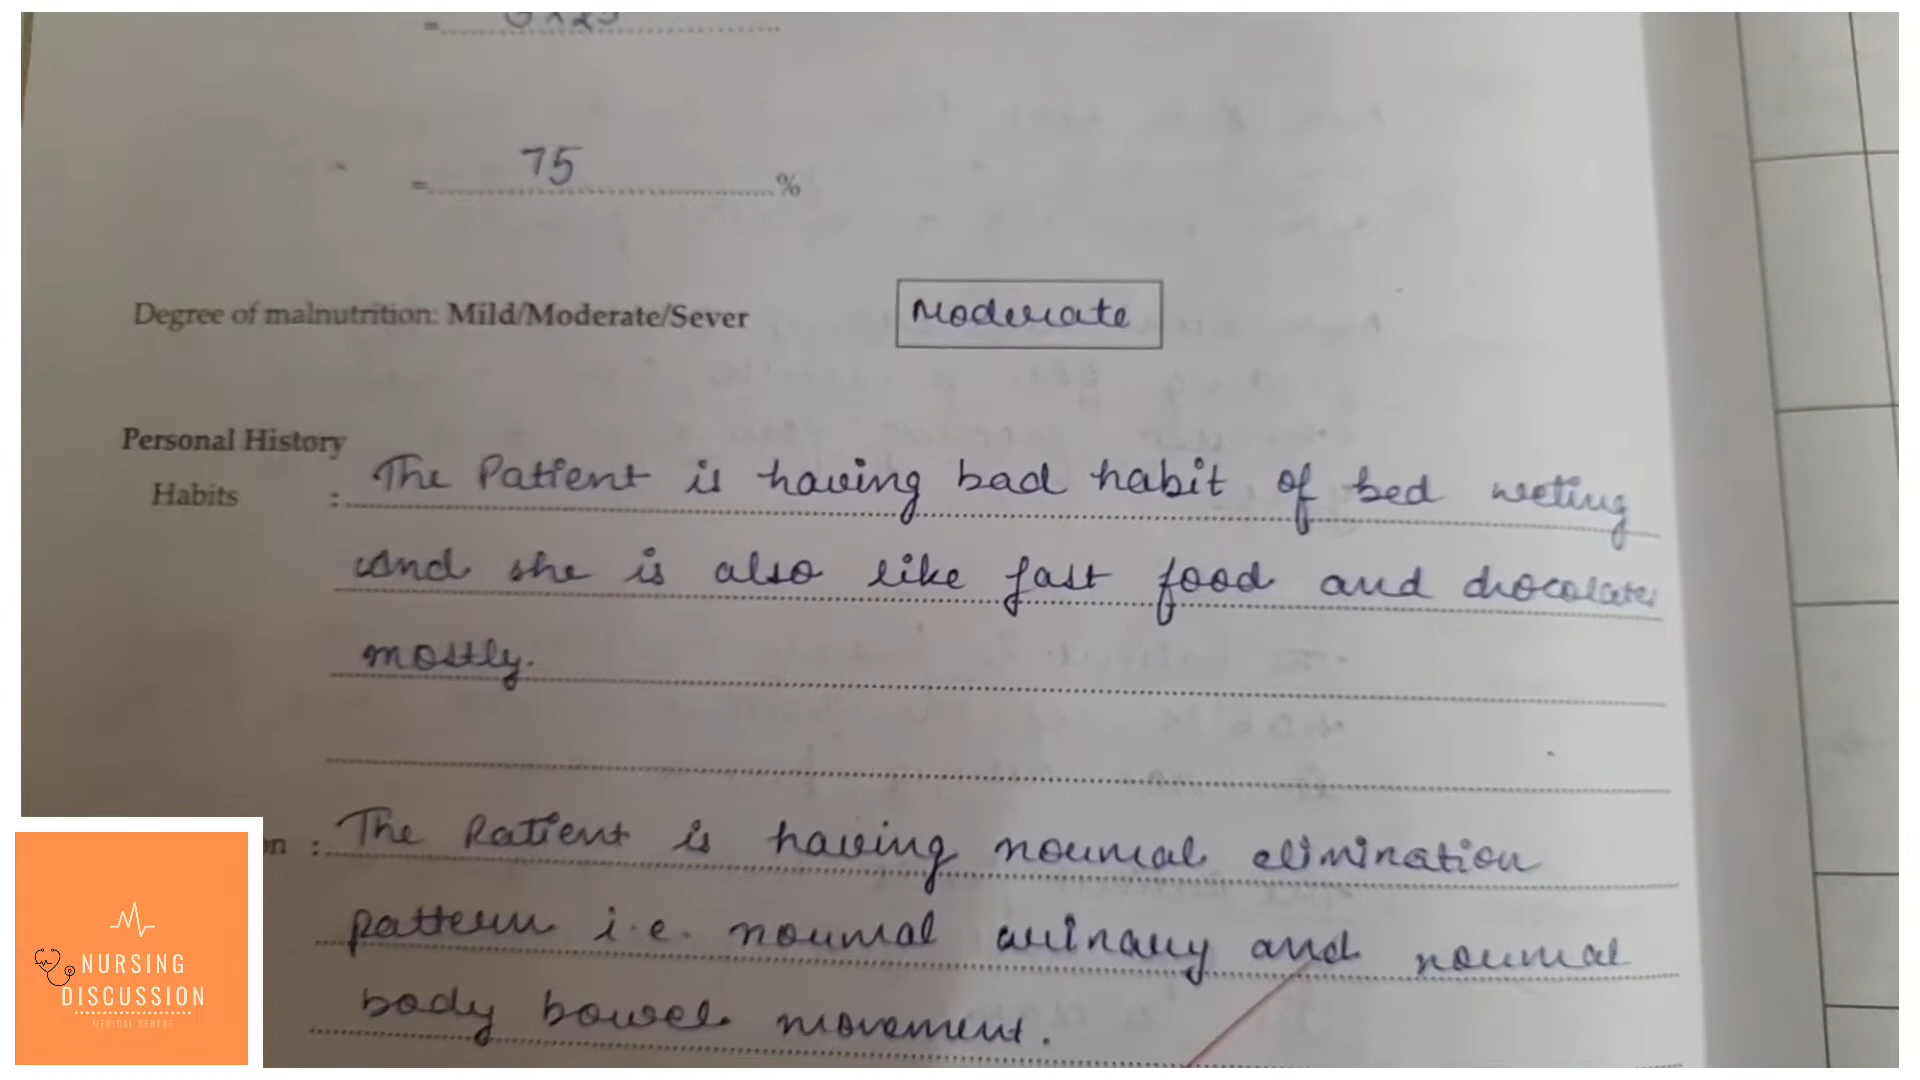 = 75 %
Degree of malnutrition: Mild/Moderate/Sever Moderate
Personal History
Habits : The Patient is having bad habit of bed weting
and she is also like fast food and chocolates
mostly.
: The Patient is having normal elimination
pattern i.e. normal urinary and normal
body bowel movement.
NURSING
DISCUSSION
MEDICAL CENTRE